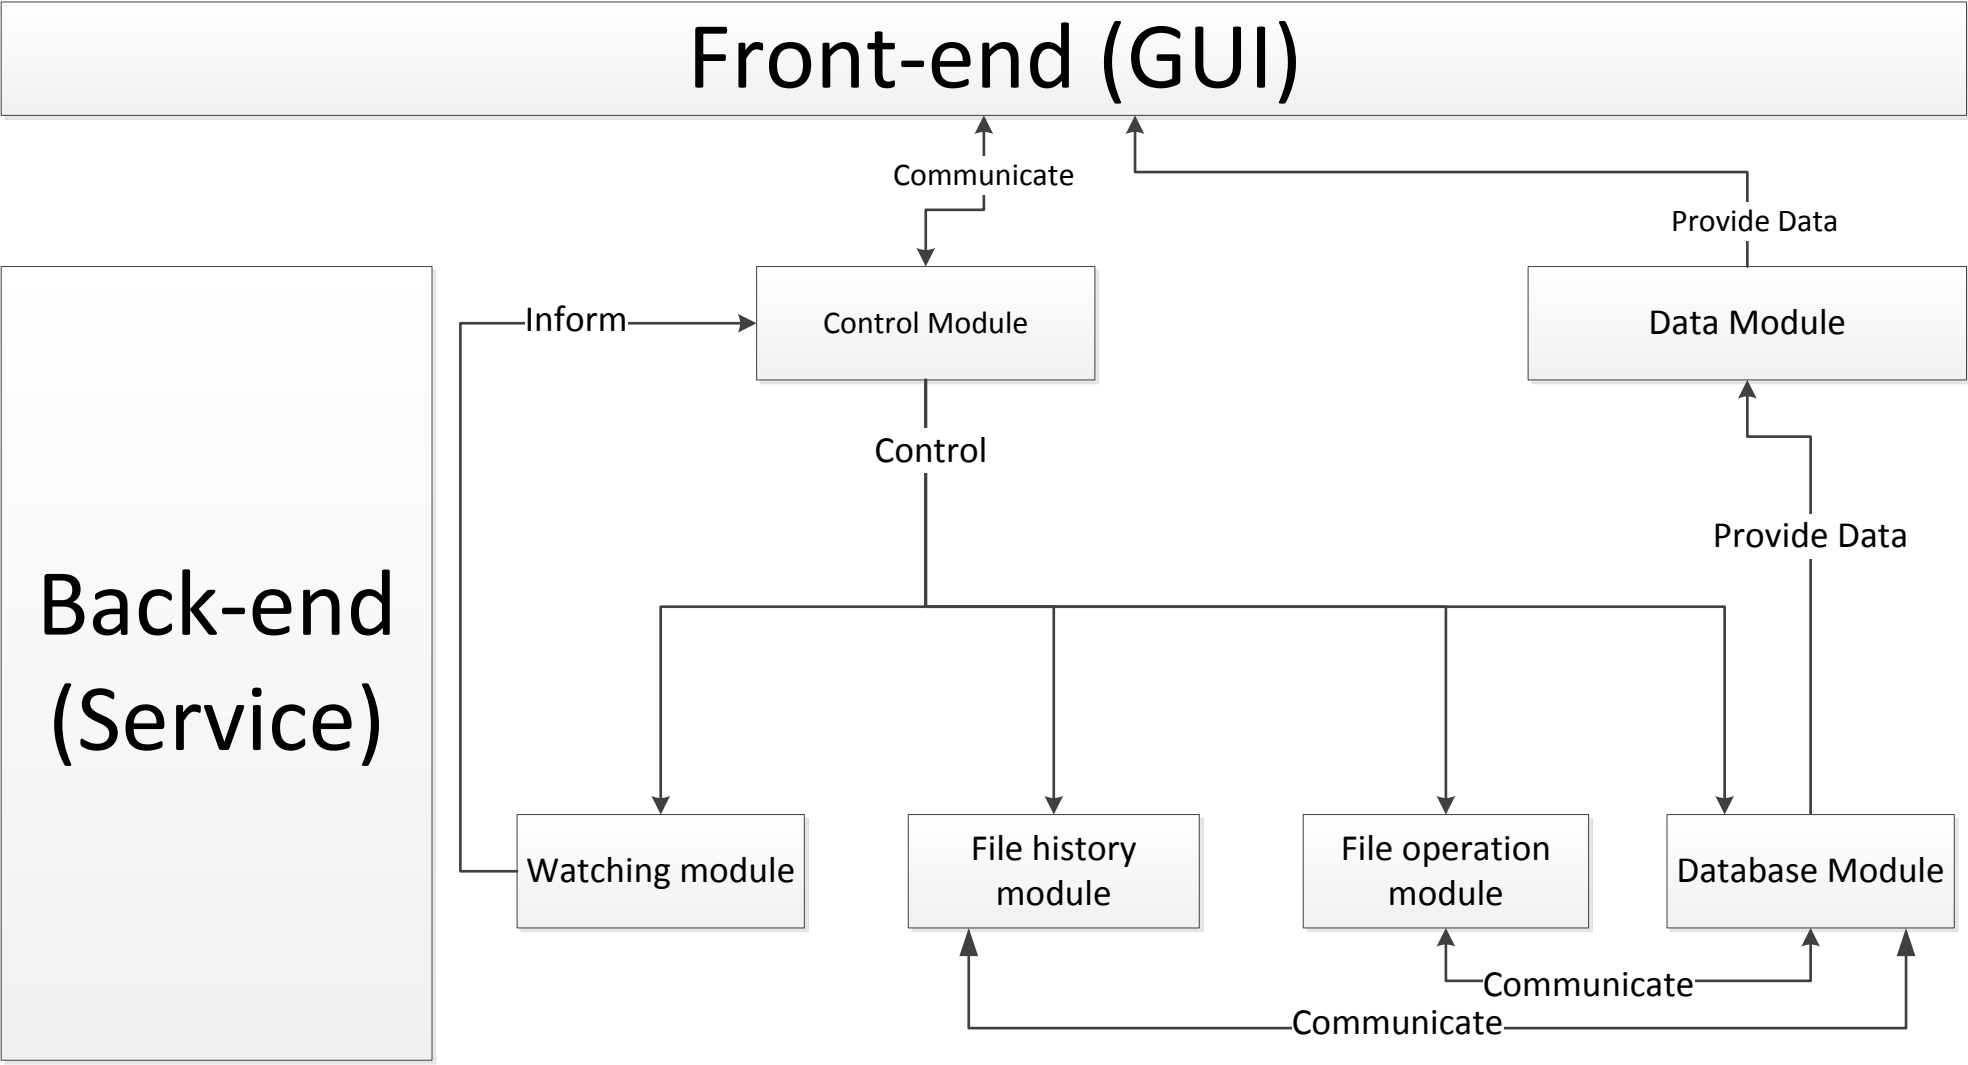 Front-end (GUI)
Communicate
Provide Data
Inform
Control Module
Data Module
Control
Provide Data
Back-end
(Service)
Watching module
File history
module
File operation
module
Database Module
Communicate
Communicate